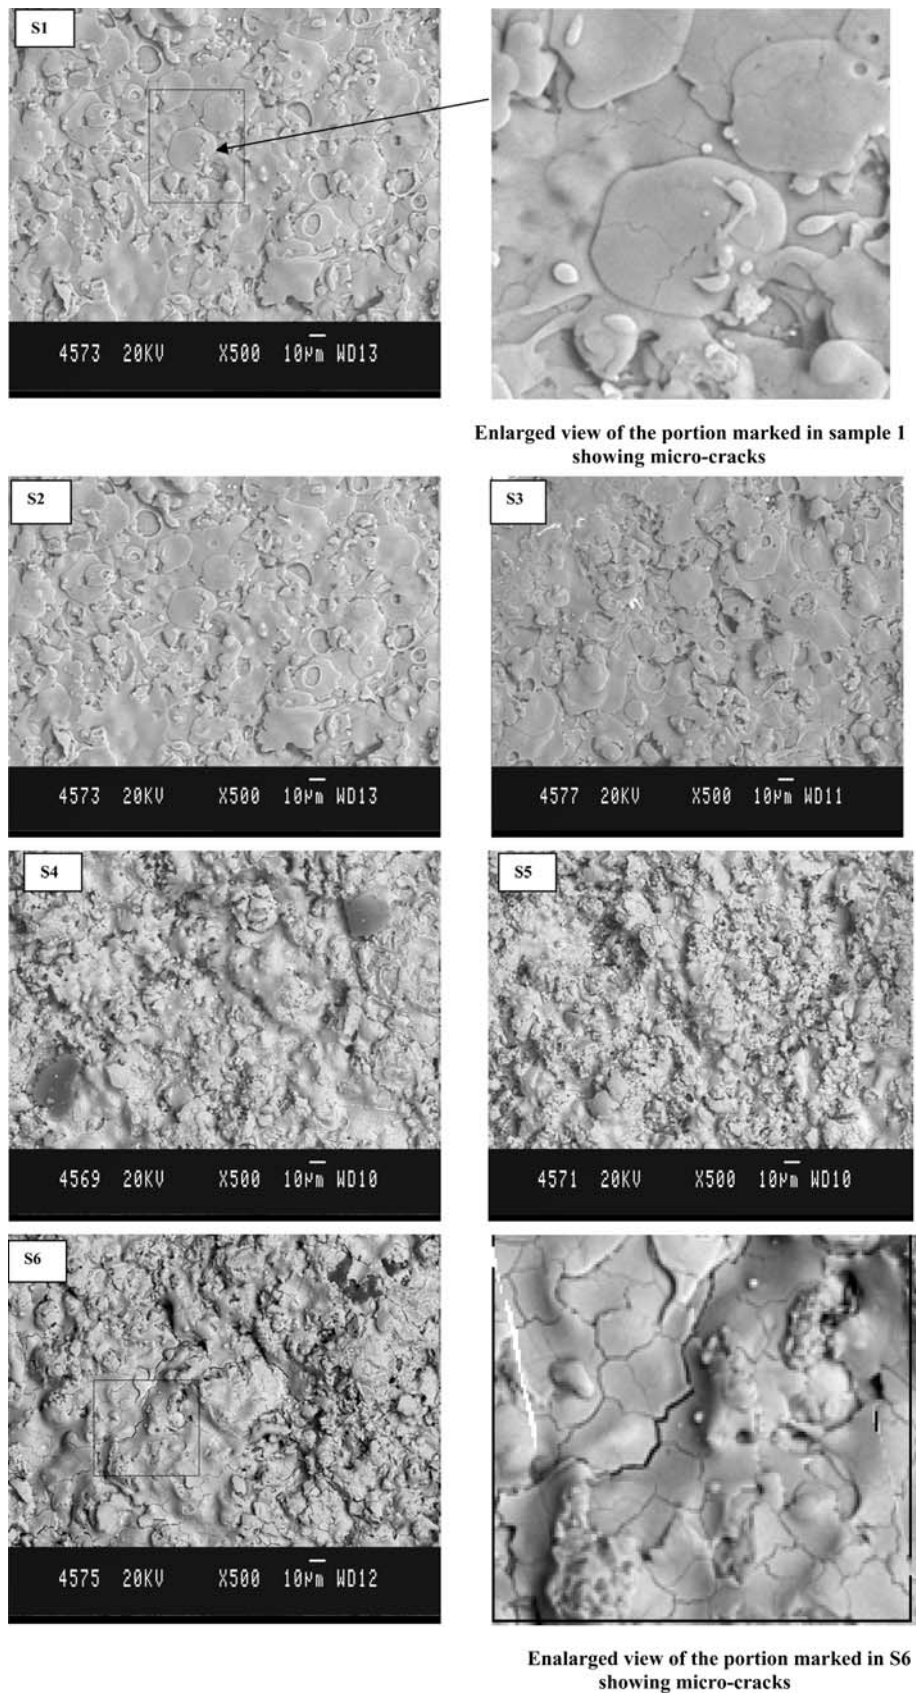 S1
4573 20KV X500 10µm WD13
Enlarged view of the portion marked in sample 1
showing micro-cracks
S2
4573 20KV X500 10µm WD13
S3
4577 20KV X500 10µm WD11
S4
4569 20KV X500 10µm WD10
S5
4571 20KV X500 10µm WD10
S6
4575 20KV X500 10µm WD12
Enalarged view of the portion marked in S6
showing micro-cracks